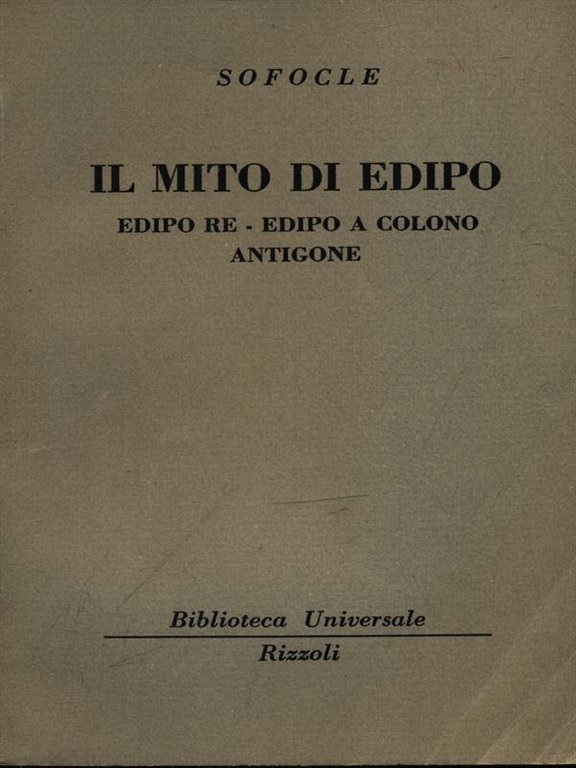 SOFOCLE
IL MITO DI EDIPO
EDIPO RE - EDIPO A COLONO
ANTIGONE
Biblioteca Universale
Rizzoli